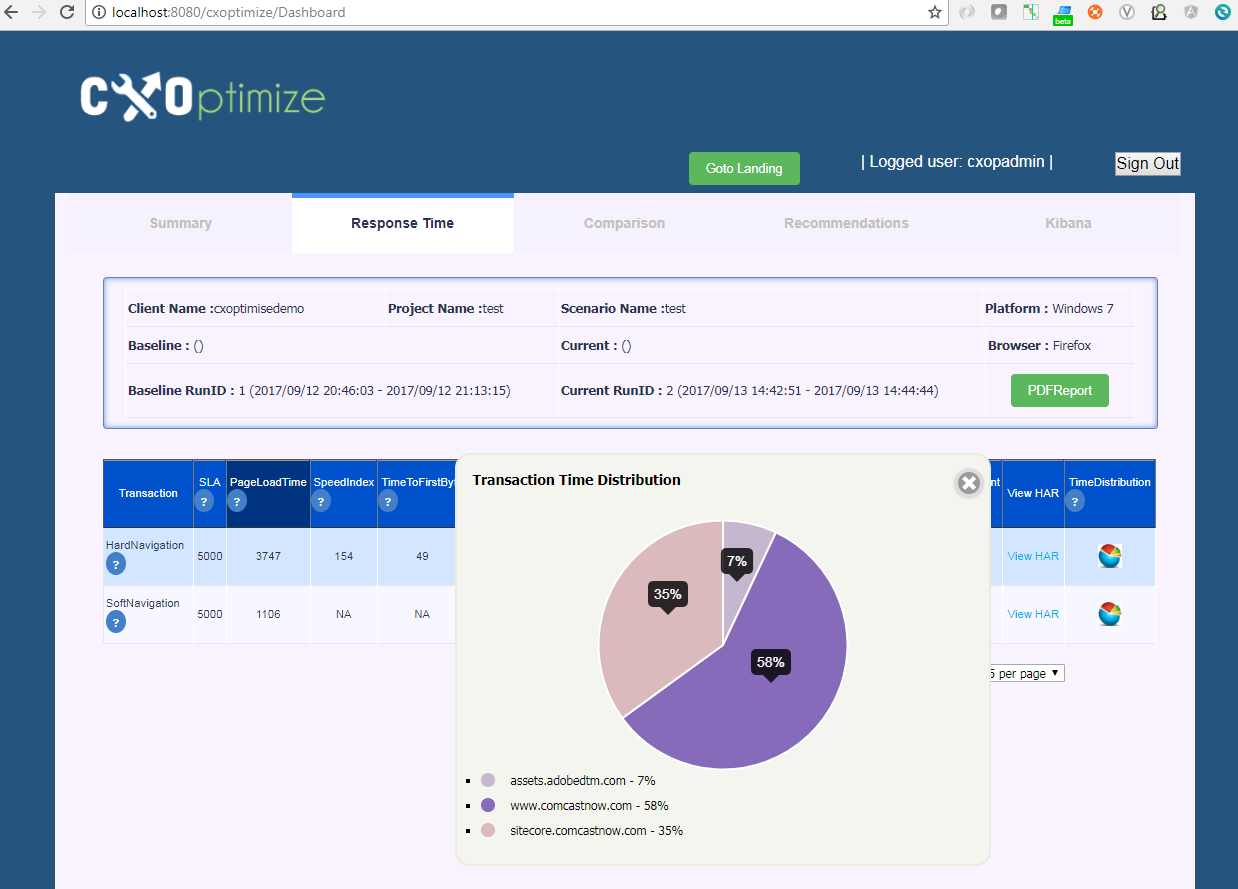 localhost:8080/cxoptimize/Dashboard
beta
CXOptimize
Goto Landing
| Logged user: cxopadmin |
Sign Out
Summary
Response Time
Comparison
Recommendations
Kibana
Client Name :cxoptimisedemo
Project Name :test
Scenario Name :test
Platform : Windows 7
Baseline : ()
Current : ()
Browser : Firefox
Baseline RunID : 1 (2017/09/12 20:46:03 - 2017/09/12 21:13:15)
Current RunID : 2 (2017/09/13 14:42:51 - 2017/09/13 14:44:44)
PDFReport
Transaction
SLA
?
PageLoadTime
?
SpeedIndex
?
TimeToFirstBy
?
nt
View HAR
TimeDistribution
?
HardNavigation
?
5000
3747
154
49
View HAR
SoftNavigation
?
5000
1106
NA
NA
View HAR
5 per page
Transaction Time Distribution
7%
35%
58%
assets.adobedtm.com - 7%
www.comcastnow.com - 58%
sitecore.comcastnow.com - 35%